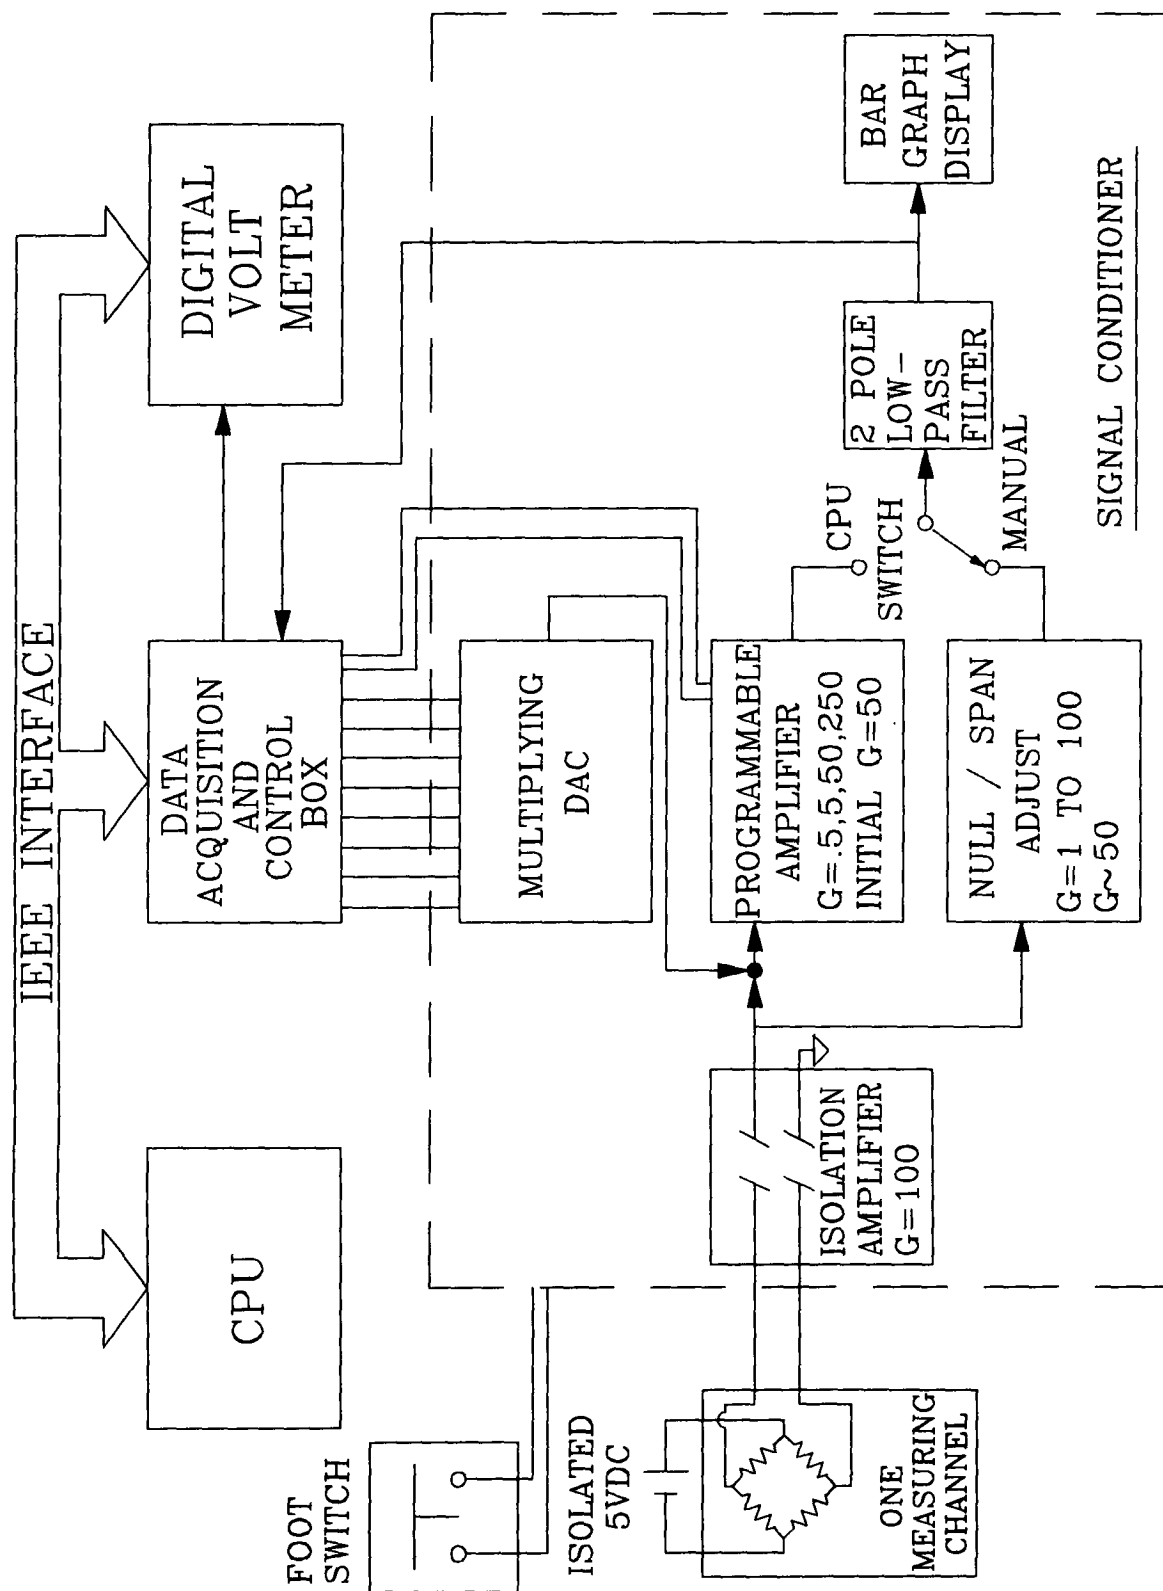 IEEE INTERFACE
CPU
DATA
ACQUISITION
AND
CONTROL
BOX
DIGITAL
VOLT
METER
FOOT
SWITCH
MULTIPLYING
DAC
ISOLATED
5VDC
ONE
MEASURING
CHANNEL
ISOLATION
AMPLIFIER
G=100
PROGRAMMABLE
AMPLIFIER
G=.5,5,50,250
INITIAL G=50
NULL / SPAN
ADJUST
G=1 TO 100
G~50
CPU
SWITCH
MANUAL
2 POLE
LOW-
PASS
FILTER
BAR
GRAPH
DISPLAY
SIGNAL CONDITIONER